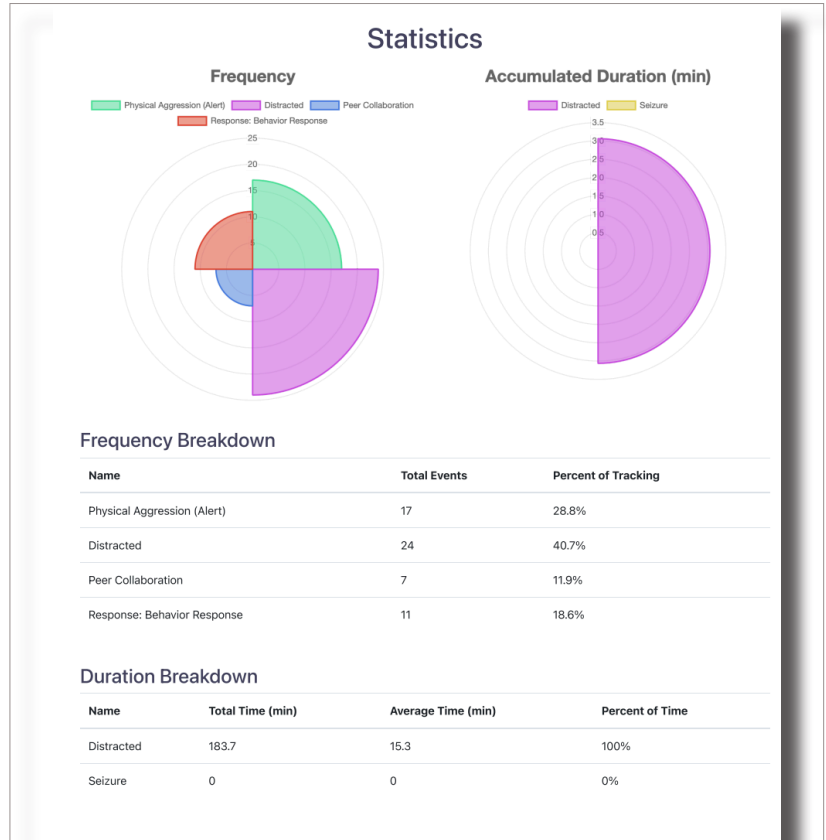 Statistics
Frequency
Physical Aggression (Alert) Distracted Peer Collaboration
Response: Behavior Response
25
20
15
10
5
Accumulated Duration (min)
Distracted Seizure
3.5
3.0
2.5
2.0
1.5
1.0
0.5
Frequency Breakdown
Name Total Events Percent of Tracking
Physical Aggression (Alert) 17 28.8%
Distracted 24 40.7%
Peer Collaboration 7 11.9%
Response: Behavior Response 11 18.6%
Duration Breakdown
Name Total Time (min) Average Time (min) Percent of Time
Distracted 183.7 15.3 100%
Seizure 0 0 0%